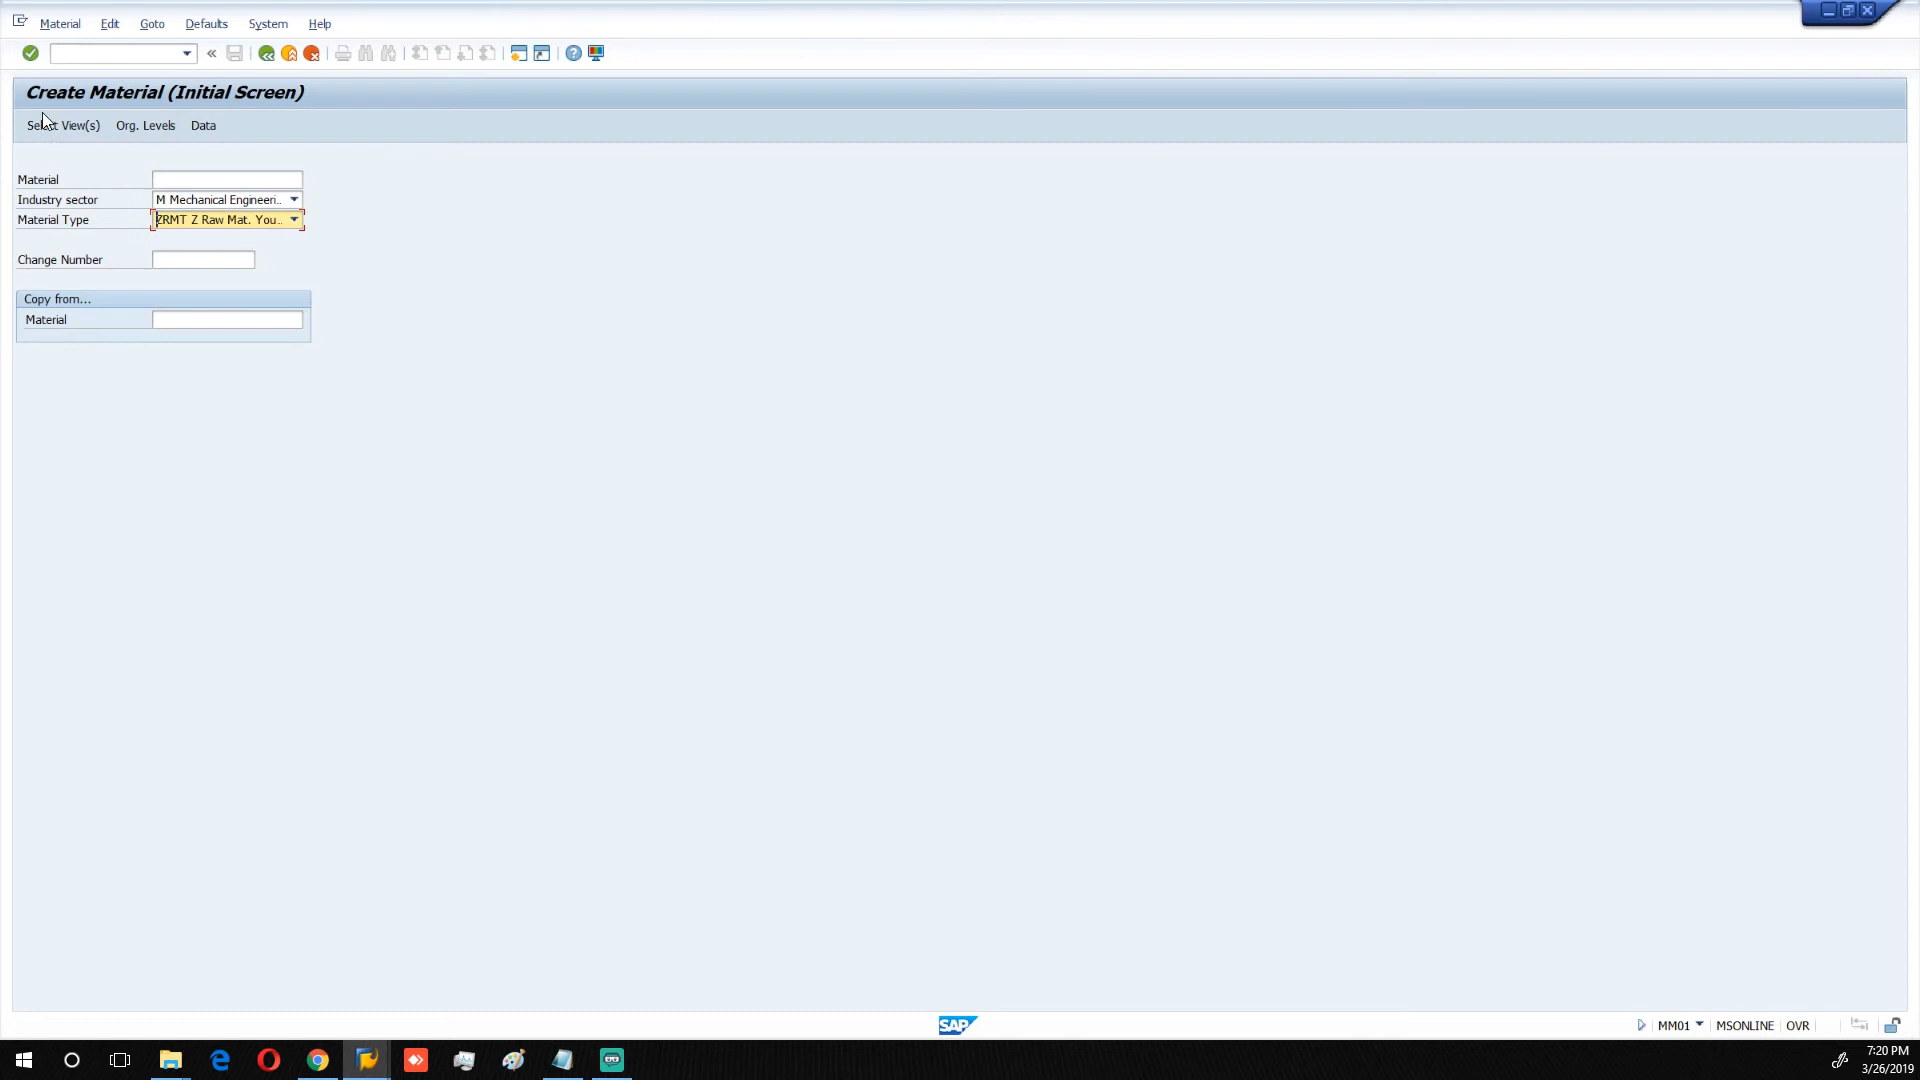 Material Edit Goto Defaults System Help
Create Material (Initial Screen)
Select View(s) Org. Levels Data
Material
Industry sector M Mechanical Engineeri..
Material Type ZRMT Z Raw Mat. You..
Change Number
Copy from...
Material
SAP
MM01 MSONLINE OVR
7:20 PM
3/26/2019